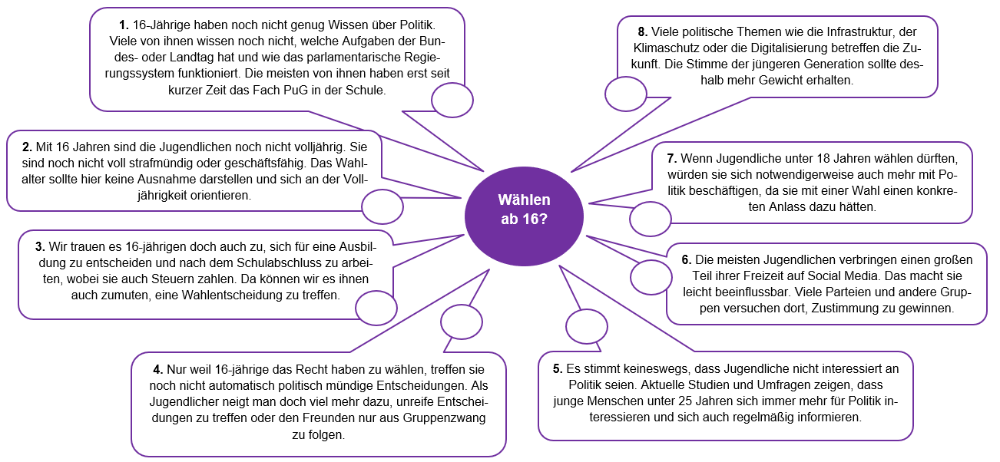 1. 16-Jährige haben noch nicht genug Wissen über Politik.
Viele von ihnen wissen noch nicht, welche Aufgaben der Bun-
des- oder Landtag hat und wie das parlamentarische Regie-
rungssystem funktioniert. Die meisten von ihnen haben erst seit
kurzer Zeit das Fach PuG in der Schule.
2. Mit 16 Jahren sind die Jugendlichen noch nicht volljährig. Sie
sind noch nicht voll strafmündig oder geschäftsfähig. Das Wahl-
alter sollte hier keine Ausnahme darstellen und sich an der Voll-
jährigkeit orientieren.
3. Wir trauen es 16-jährigen doch auch zu, sich für eine Ausbil-
dung zu entscheiden und nach dem Schulabschluss zu arbei-
ten, wobei sie auch Steuern zahlen. Da können wir es ihnen
auch zumuten, eine Wahlentscheidung zu treffen.
4. Nur weil 16-jährige das Recht haben zu wählen, treffen sie
noch nicht automatisch politisch mündige Entscheidungen. Als
Jugendlicher neigt man doch viel mehr dazu, unreife Entschei-
dungen zu treffen oder den Freunden nur aus Gruppenzwang
zu folgen.
Wählen
ab 16?
8. Viele politische Themen wie die Infrastruktur, der
Klimaschutz oder die Digitalisierung betreffen die Zu-
kunft. Die Stimme der jüngeren Generation sollte des-
halb mehr Gewicht erhalten.
7. Wenn Jugendliche unter 18 Jahren wählen dürften,
würden sie sich notwendigerweise auch mehr mit Po-
litik beschäftigen, da sie mit einer Wahl einen konkre-
ten Anlass dazu hätten.
6. Die meisten Jugendlichen verbringen einen großen
Teil ihrer Freizeit auf Social Media. Das macht sie
leicht beeinflussbar. Viele Parteien und andere Grup-
pen versuchen dort, Zustimmung zu gewinnen.
5. Es stimmt keineswegs, dass Jugendliche nicht interessiert an
Politik seien. Aktuelle Studien und Umfragen zeigen, dass
junge Menschen unter 25 Jahren sich immer mehr für Politik in-
teressieren und sich auch regelmäßig informieren.